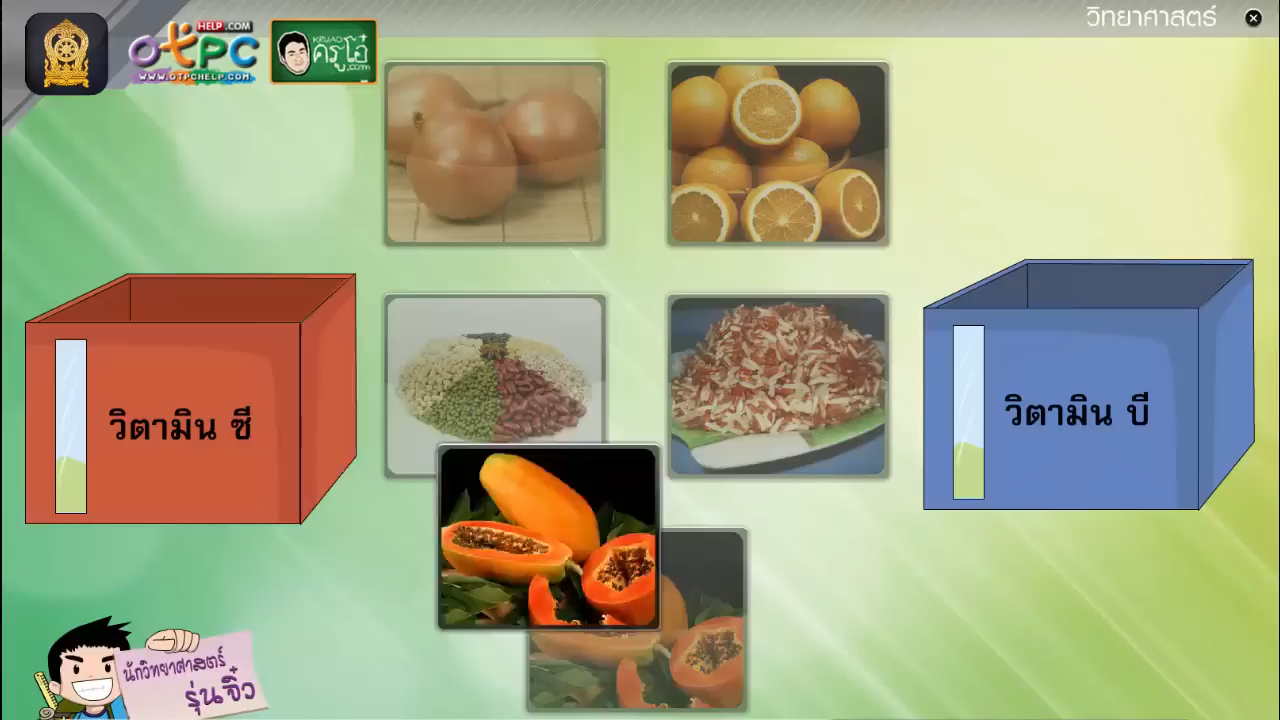 วิทยาศาสตร์
HELP.COM
OTPC
WWW.OTPCHELP.COM
KRUAO
ครูโอ๋
.com
วิตามิน ซี
วิตามิน บี
นักวิทยาศาสตร์
รุ่นจิ๋ว